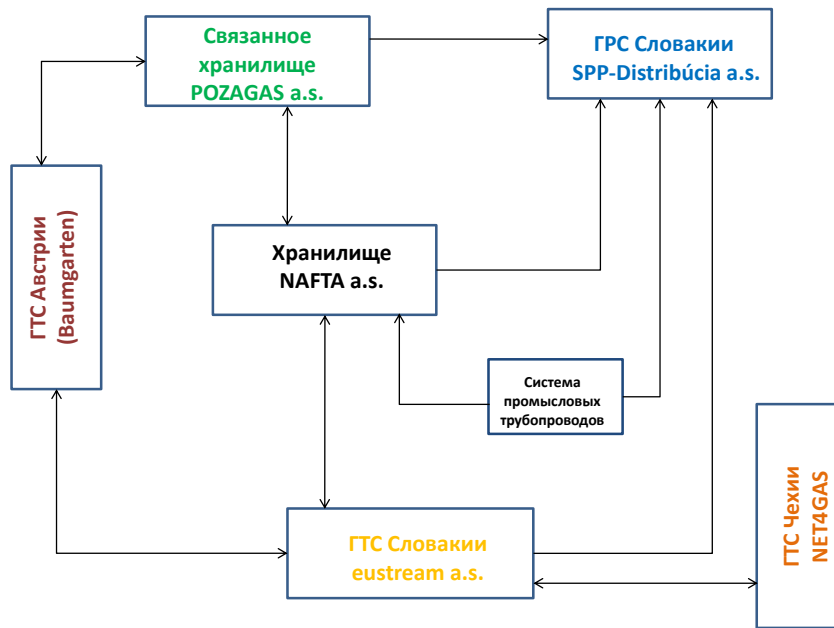 Связанное
хранилище
POZAGAS a.s.
ГРС Словакии
SPP-Distribúcia a.s.
ГТС Австрии
(Baumgarten)
Хранилище
NAFTA a.s.
Система
промысловых
трубопроводов
ГТС Словакии
eustream a.s.
ГТС Чехии
NET4GAS